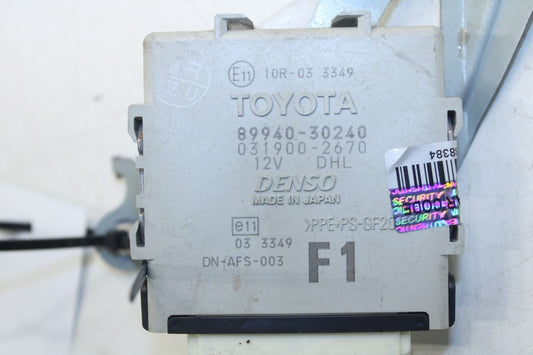 E11 10R-03 3349
TOYOTA
89940-30240
031900-2670
12V DHL
DENSO
MADE IN JAPAN
e11 >PPE+PS-GF20
03 3349
DN-AFS-003
F1
38384
SECURITY
SECURITY